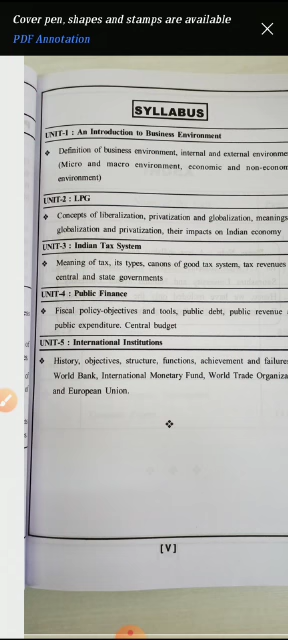 Cover pen, shapes and stamps are available
PDF Annotation
SYLLABUS
UNIT-1 : An Introduction to Business Environment
❖ Definition of business environment, internal and external environme
(Micro and macro environment, economic and non-econom
environment)
UNIT-2 : LPG
❖ Concepts of liberalization, privatization and globalization, meanings
globalization and privatization, their impacts on Indian economy
UNIT-3 : Indian Tax System
❖ Meaning of tax, its types, canons of good tax system, tax revenues
central and state governments
UNIT-4 : Public Finance
❖ Fiscal policy-objectives and tools, public debt, public revenue
public expenditure. Central budget
UNIT-5 : International Institutions
❖ History, objectives, structure, functions, achievement and failure
World Bank, International Monetary Fund, World Trade Organiza
and European Union.
❖
[V]